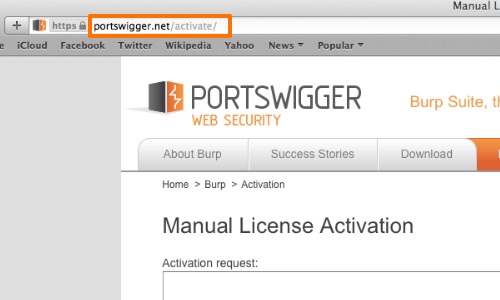 Manual L
https portswigger.net/activate/
iCloud Facebook Twitter Wikipedia Yahoo News Popular
PORTSWIGGER
WEB SECURITY
Burp Suite, th
About Burp Success Stories Download
Home > Burp > Activation
Manual License Activation
Activation request: